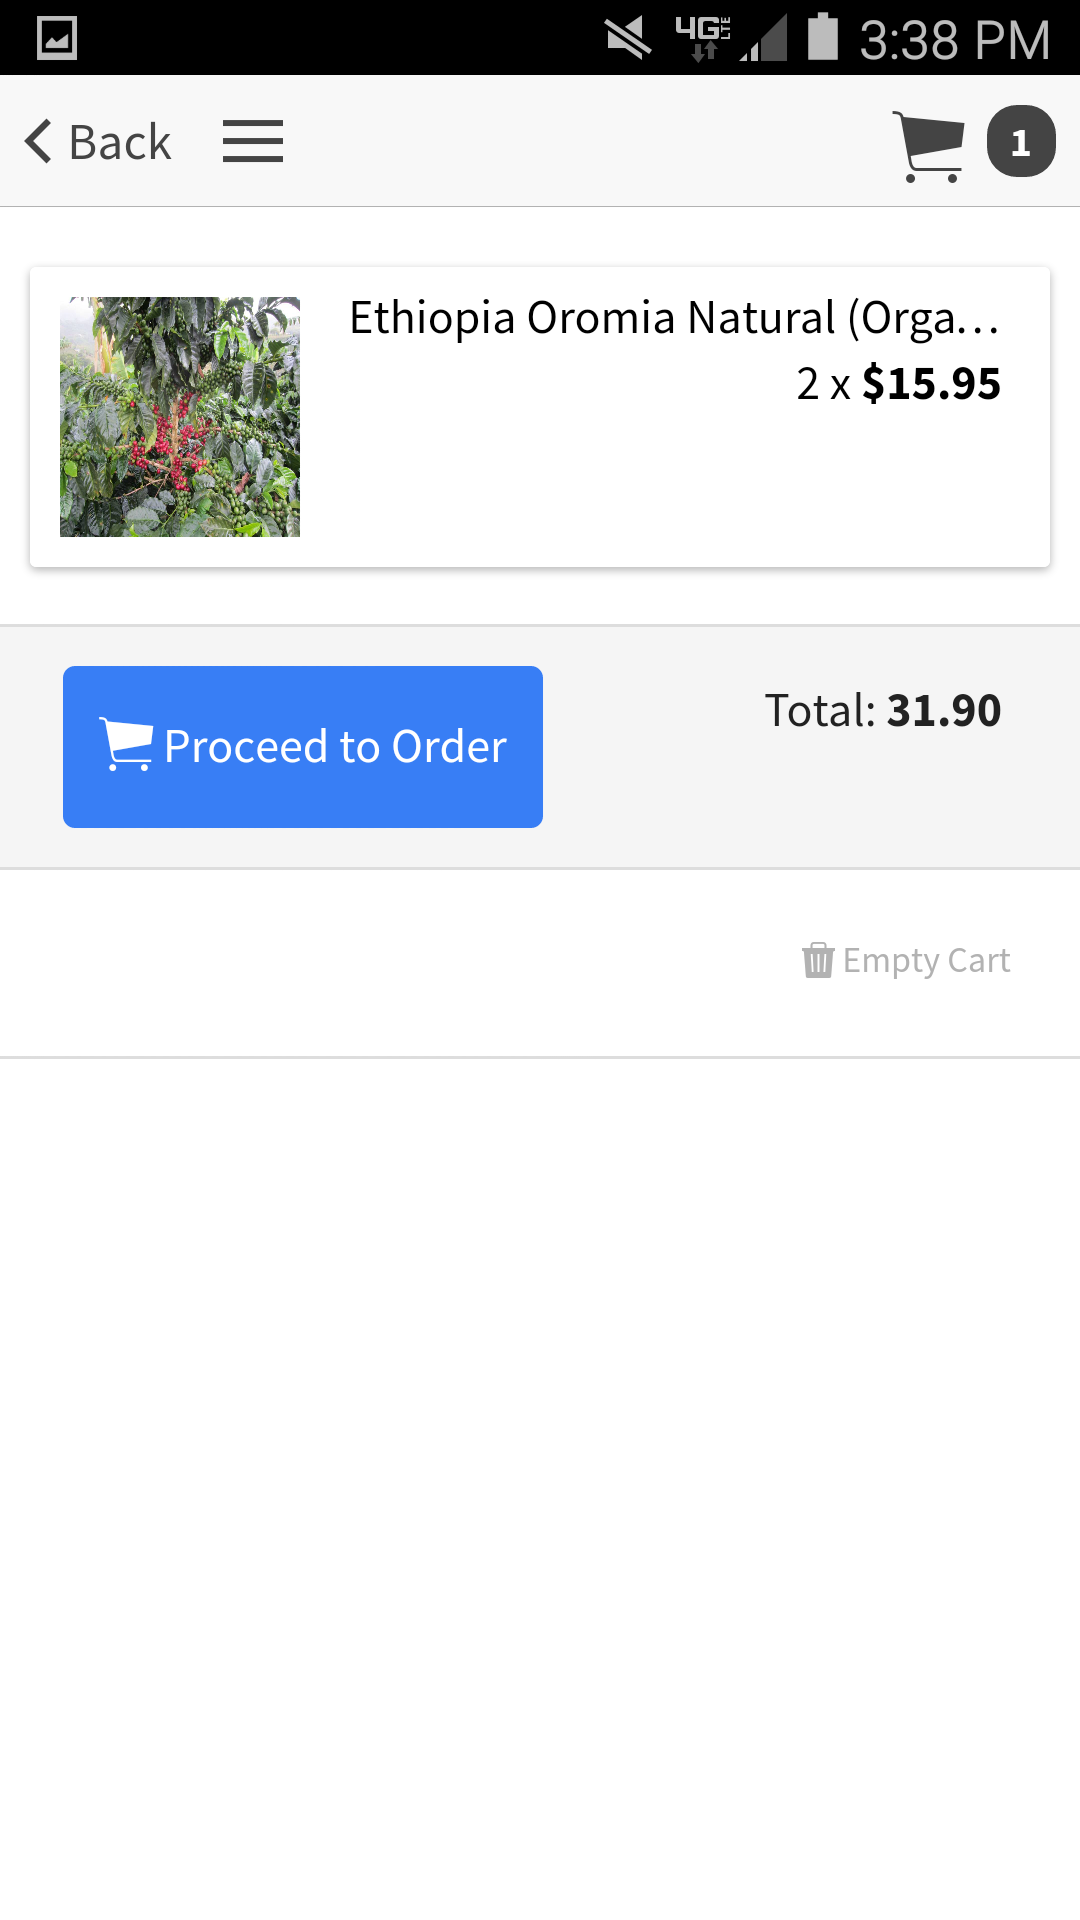 4G LTE 3:38 PM
Back 1
Ethiopia Oromia Natural (Orga...
2 x $15.95
Proceed to Order
Total: 31.90
Empty Cart